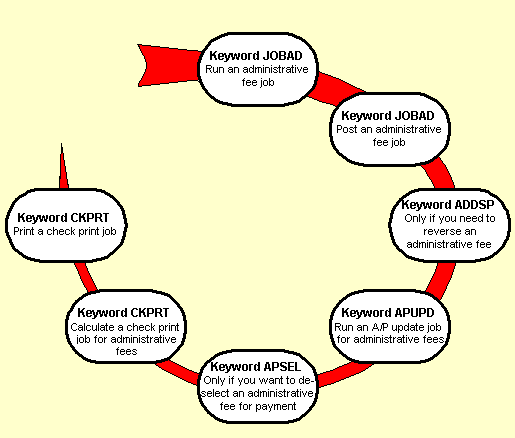 Keyword JOBAD
Run an administrative
fee job
Keyword JOBAD
Post an administrative
fee job
Keyword ADDSP
Only if you need to
reverse an
administrative fee
Keyword APUPD
Run an A/P update job
for administrative fees
Keyword APSEL
Only if you want to de-
select an administrative
fee for payment
Keyword CKPRT
Calculate a check print
job for administrative
fees
Keyword CKPRT
Print a check print job